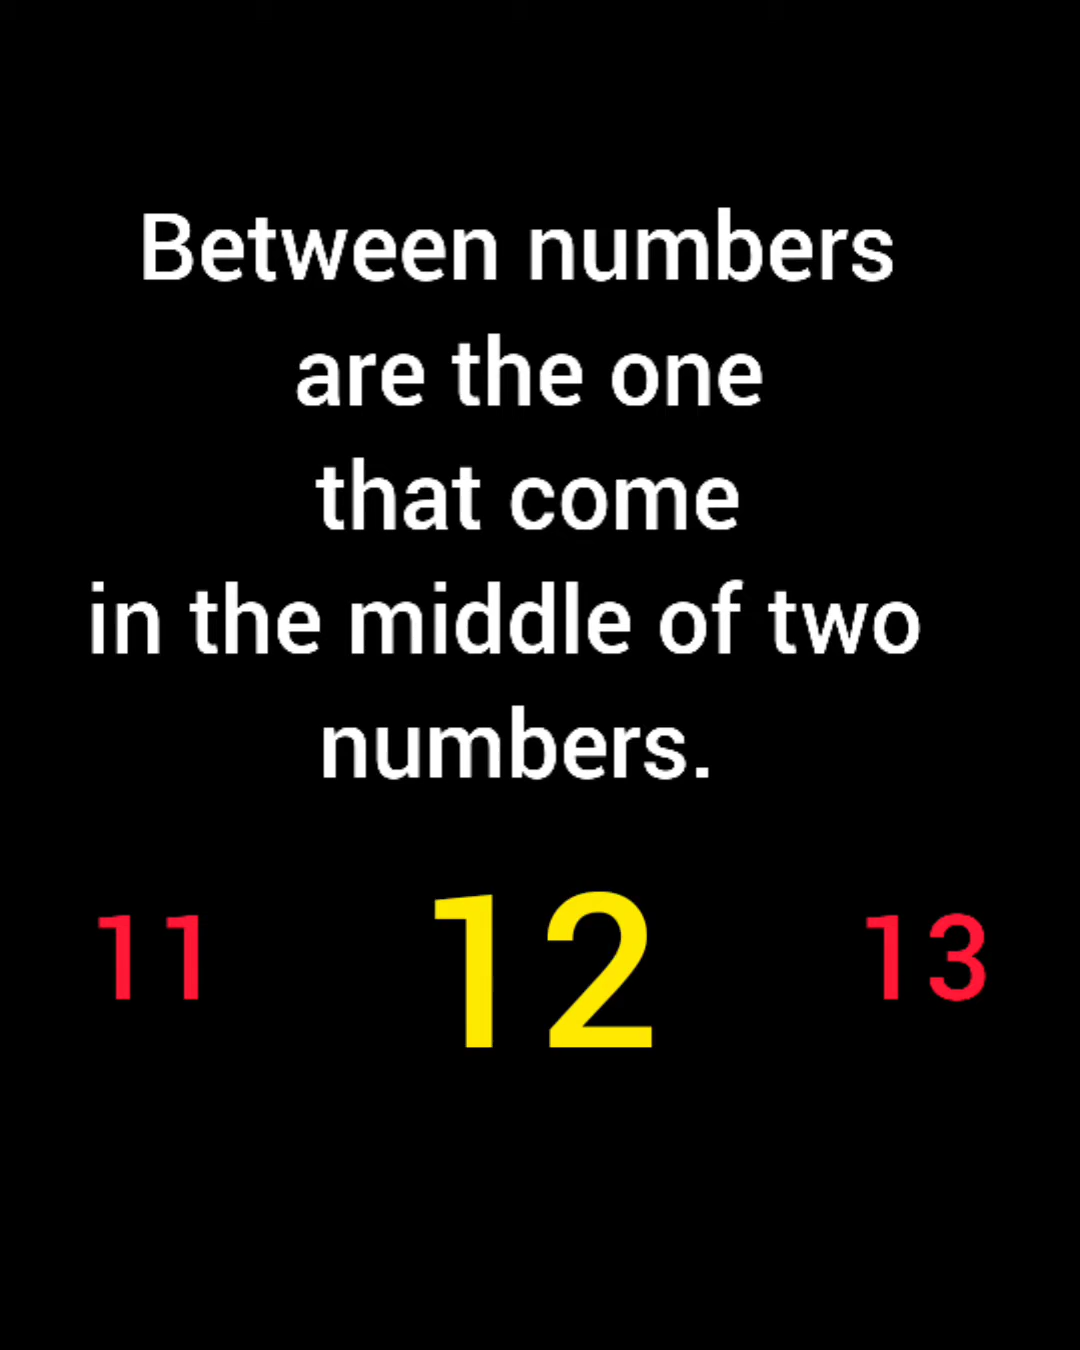 Between numbers
are the one
that come
in the middle of two
numbers.
11 12 13